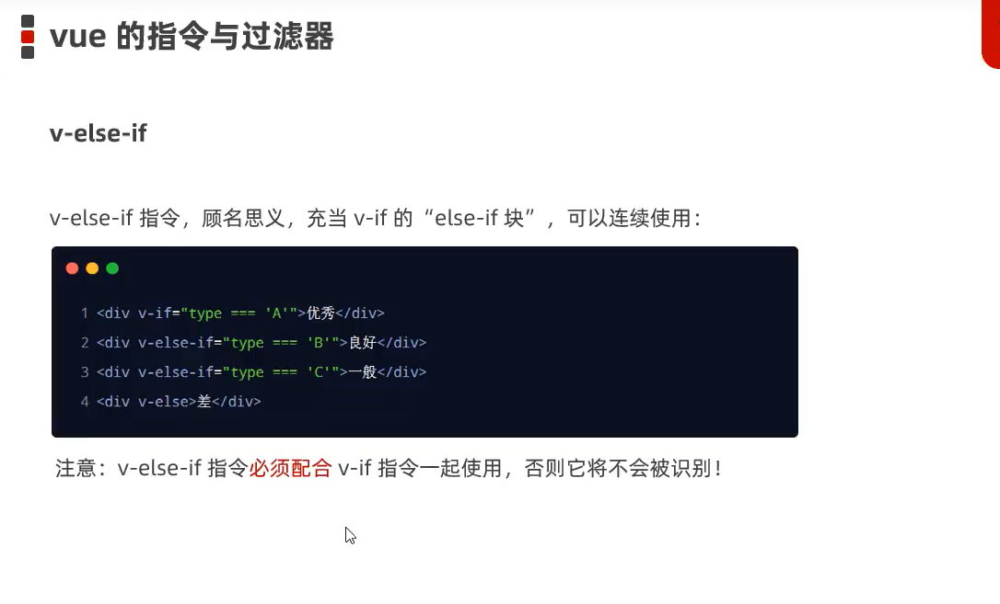 vue 的指令与过滤器
v-else-if
v-else-if 指令，顾名思义，充当 v-if 的“else-if 块”，可以连续使用：
1 <div v-if="type === 'A'">优秀</div>
2 <div v-else-if="type === 'B'">良好</div>
3 <div v-else-if="type === 'C'">一般</div>
4 <div v-else>差</div>
注意：v-else-if 指令必须配合 v-if 指令一起使用，否则它将不会被识别！